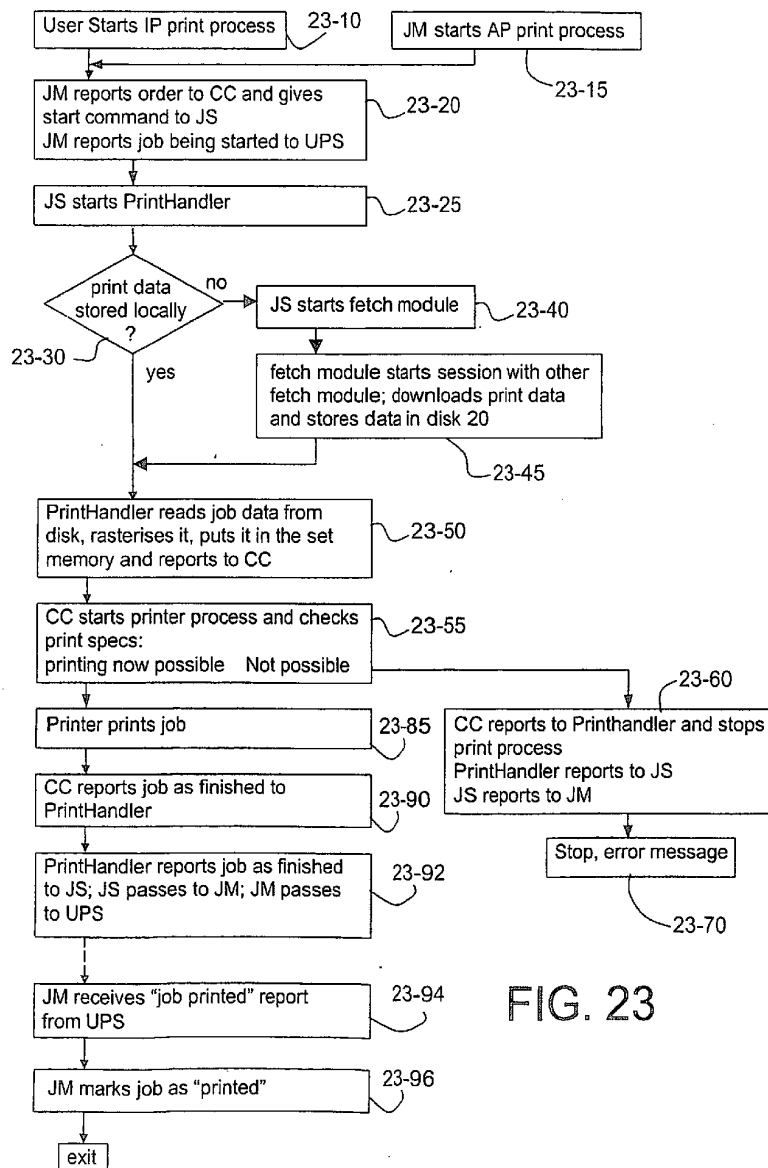 User Starts IP print process
23-10
JM starts AP print process
23-15
JM reports order to CC and gives
start command to JS
JM reports job being started to UPS
23-20
JS starts PrintHandler
23-25
print data
stored locally
?
23-30
no
yes
JS starts fetch module
23-40
fetch module starts session with other
fetch module; downloads print data
and stores data in disk 20
23-45
PrintHandler reads job data from
disk, rasterises it, puts it in the set
memory and reports to CC
23-50
CC starts printer process and checks
print specs:
printing now possible Not possible
23-55
23-60
CC reports to Printhandler and stops
print process
PrintHandler reports to JS
JS reports to JM
Stop, error message
23-70
Printer prints job
23-85
CC reports job as finished to
PrintHandler
23-90
PrintHandler reports job as finished
to JS; JS passes to JM; JM passes
to UPS
23-92
JM receives "job printed" report
from UPS
23-94
JM marks job as "printed"
23-96
exit
FIG. 23